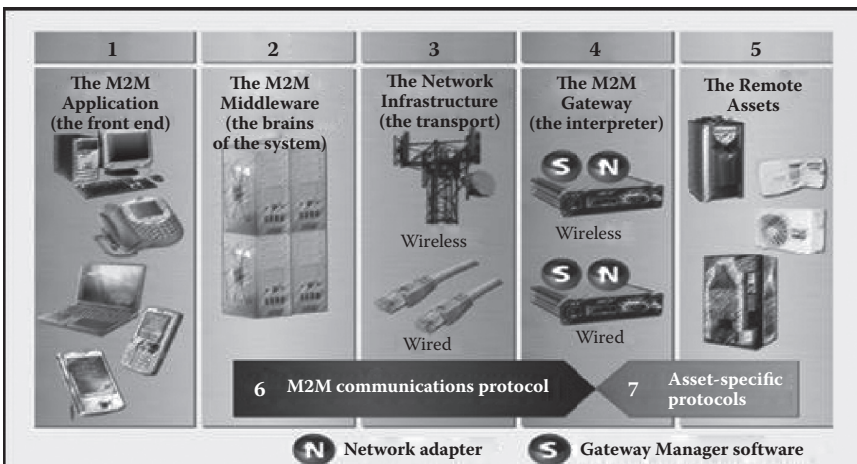 1
2
3
4
5
The M2M
Application
(the front end)
The M2M
Middleware
(the brains
of the system)
The Network
Infrastructure
(the transport)
The M2M
Gateway
(the interpreter)
The Remote
Assets
S N
Wireless
Wireless
S N
Wired
Wired
6 M2M communications protocol
7 Asset-specific
protocols
N Network adapter
S Gateway Manager software